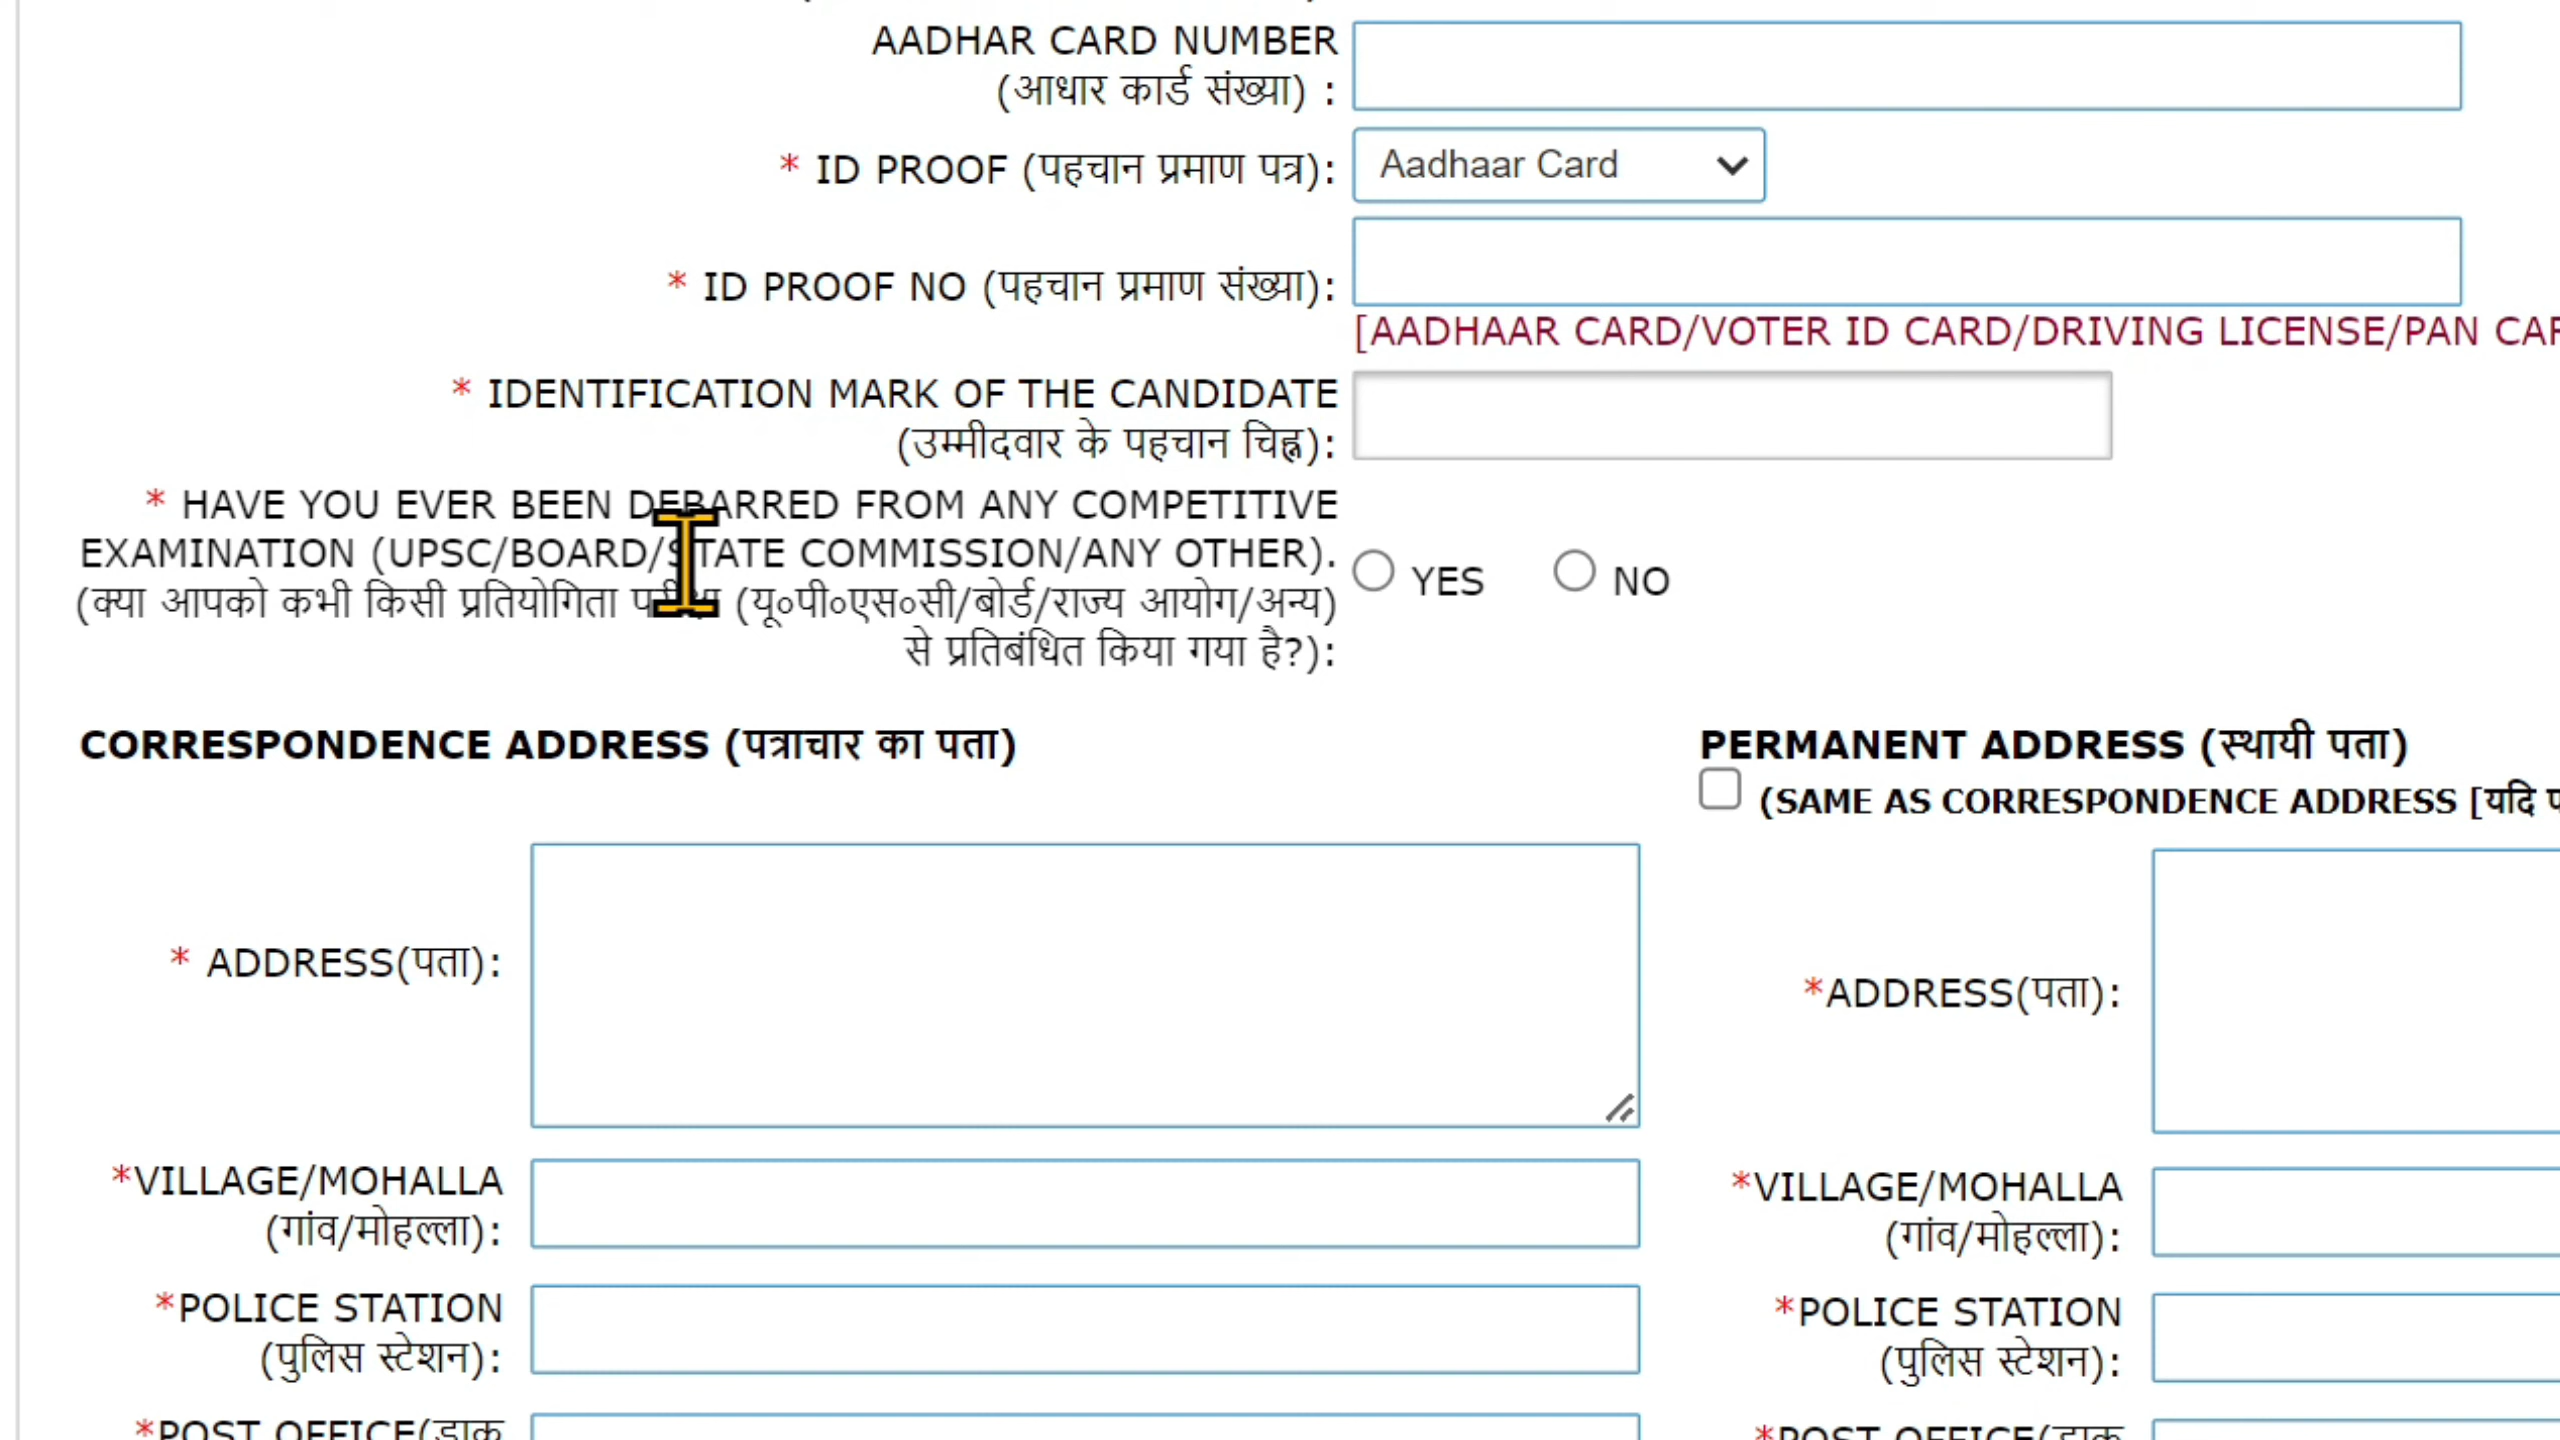 AADHAR CARD NUMBER
(आधार कार्ड संख्या) :
* ID PROOF (पहचान प्रमाण पत्र):
Aadhaar Card
* ID PROOF NO (पहचान प्रमाण संख्या):
[AADHAAR CARD/VOTER ID CARD/DRIVING LICENSE/PAN
* IDENTIFICATION MARK OF THE CANDIDATE
(उम्मीदवार के पहचान चिह्न):
* HAVE YOU EVER BEEN DEBARRED FROM ANY COMPETITIVE
EXAMINATION (UPSC/BOARD/STATE COMMISSION/ANY OTHER).
(क्या आपको कभी किसी प्रतियोगिता (यू०पी०एस०सी/बोर्ड/राज्य आयोग/अन्य)
से प्रतिबंधित किया गया है?):
YES NO
CORRESPONDENCE ADDRESS (पत्राचार का पता)
PERMANENT ADDRESS (स्थायी पता)
(SAME AS CORRESPONDENCE ADDRESS [यदि
* ADDRESS(पता):
*ADDRESS(पता):
*VILLAGE/MOHALLA
(गांव/मोहल्ला):
*VILLAGE/MOHALLA
(गांव/मोहल्ला):
*POLICE STATION
(पुलिस स्टेशन):
*POLICE STATION
(पुलिस स्टेशन):
*POST OFFICE(डाक
*POST OFFICE(डाक